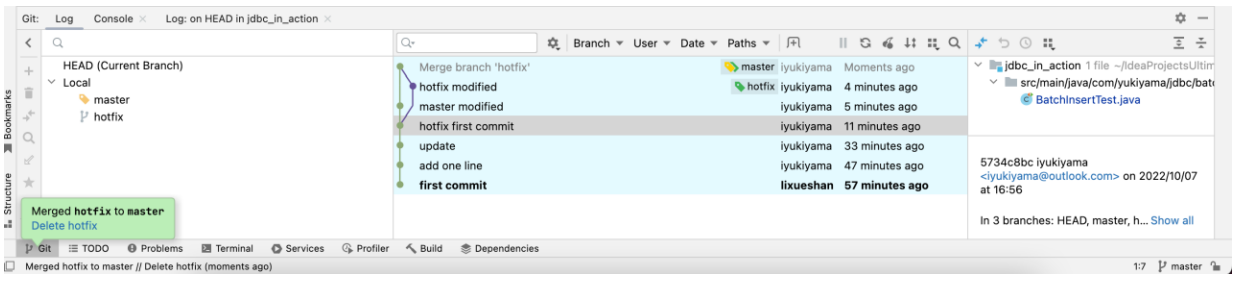 Git: Log Console × Log: on HEAD in jdbc_in_action ×
Branch User Date Paths
HEAD (Current Branch)
Local
master
hotfix
Merge branch 'hotfix' master iyukiyama Moments ago
hotfix modified hotfix iyukiyama 4 minutes ago
master modified iyukiyama 5 minutes ago
hotfix first commit iyukiyama 11 minutes ago
update iyukiyama 33 minutes ago
add one line iyukiyama 47 minutes ago
first commit lixueshan 57 minutes ago
jdbc_in_action 1 file ~/IdeaProjectsUltim
src/main/java/com/yukiyama/jdbc/bat
BatchInsertTest.java
5734c8bc iyukiyama
<iyukiyama@outlook.com> on 2022/10/07
at 16:56
In 3 branches: HEAD, master, h... Show all
Bookmarks
Structure
Merged hotfix to master
Delete hotfix
Git TODO Problems Terminal Services Profiler Build Dependencies
Merged hotfix to master // Delete hotfix (moments ago) 1:7 master